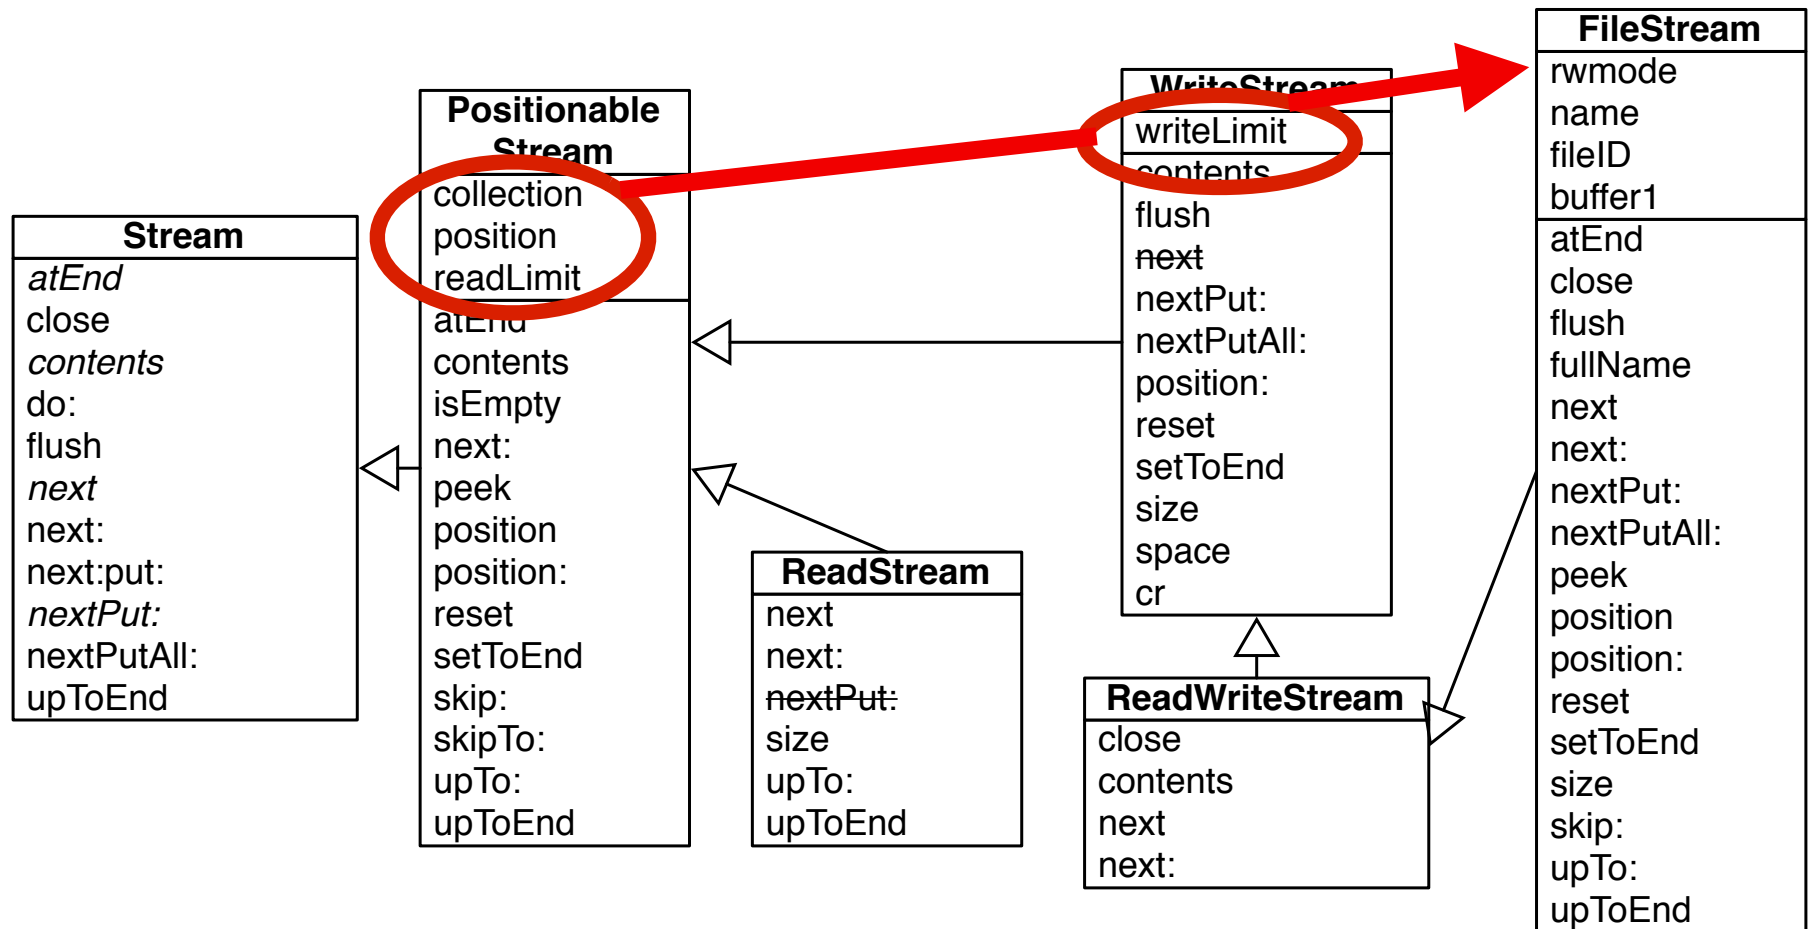 Stream
atEnd
close
contents
do:
flush
next
next:
next:put:
nextPut:
nextPutAll:
upToEnd
Positionable
Stream
collection
position
readLimit
atEnd
contents
isEmpty
next:
peek
position
position:
reset
setToEnd
skip:
skipTo:
upTo:
upToEnd
ReadStream
next
next:
nextPut:
size
upTo:
upToEnd
WriteStream
writeLimit
contents
flush
next
nextPut:
nextPutAll:
position:
reset
setToEnd
size
space
cr
ReadWriteStream
close
contents
next
next:
FileStream
rwmode
name
fileID
buffer1
atEnd
close
flush
fullName
next
next:
nextPut:
nextPutAll:
peek
position
position:
reset
setToEnd
size
skip:
upTo:
upToEnd